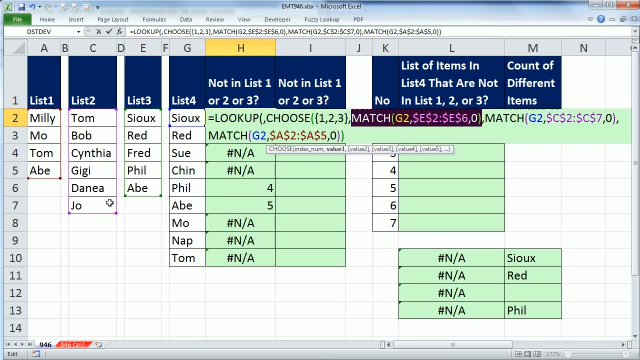 EMT946.xlsx - Microsoft Excel
File Home Insert Page Layout Formulas Data Review View Developer Fuzzy Lookup PDF
DSTDEV =LOOKUP(,CHOOSE({1,2,3},MATCH(G2,$E$2:$E$6,0),MATCH(G2,$C$2:$C$7,0),MATCH(G2,$A$2:$A$5,0))
A B C D E F G H I J K L M N
1 List1 List2 List3 List4 Not in List 1 or 2 or 3? Not in List 1 or 2 or 3? No List of Items In List4 That Are Not In List 1, 2, or 3? Count of Different Items
2 Milly Tom Sioux Sioux =LOOKUP(,CHOOSE({1,2,3},MATCH(G2,$E$2:$E$6,0),MATCH(G2,$C$2:$C$7,0),
3 Mo Bob Red Red MATCH(G2,$A$2:$A$5,0))
CHOOSE(index_num, value1, [value2], [value3], [value4], [value5], ...)
4 Tom Cynthia Fred Sue #N/A
5 Abe Gigi Phil Chin #N/A 4
6 Danea Abe Phil 4 5
7 Jo Abe 5 6
8 Mo #N/A 7
9 Nap #N/A
10 Tom #N/A #N/A Sioux
11 #N/A Red
12 #N/A
13 #N/A Phil
14
946 946 (an)
Edit 177%